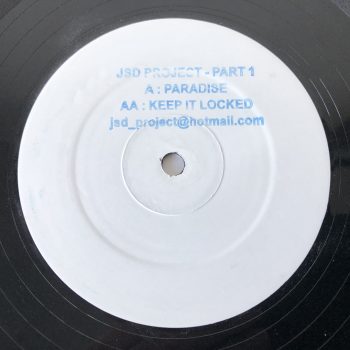 JSD PROJECT - PART 1
A : PARADISE
AA : KEEP IT LOCKED
jsd_project@hotmail.com